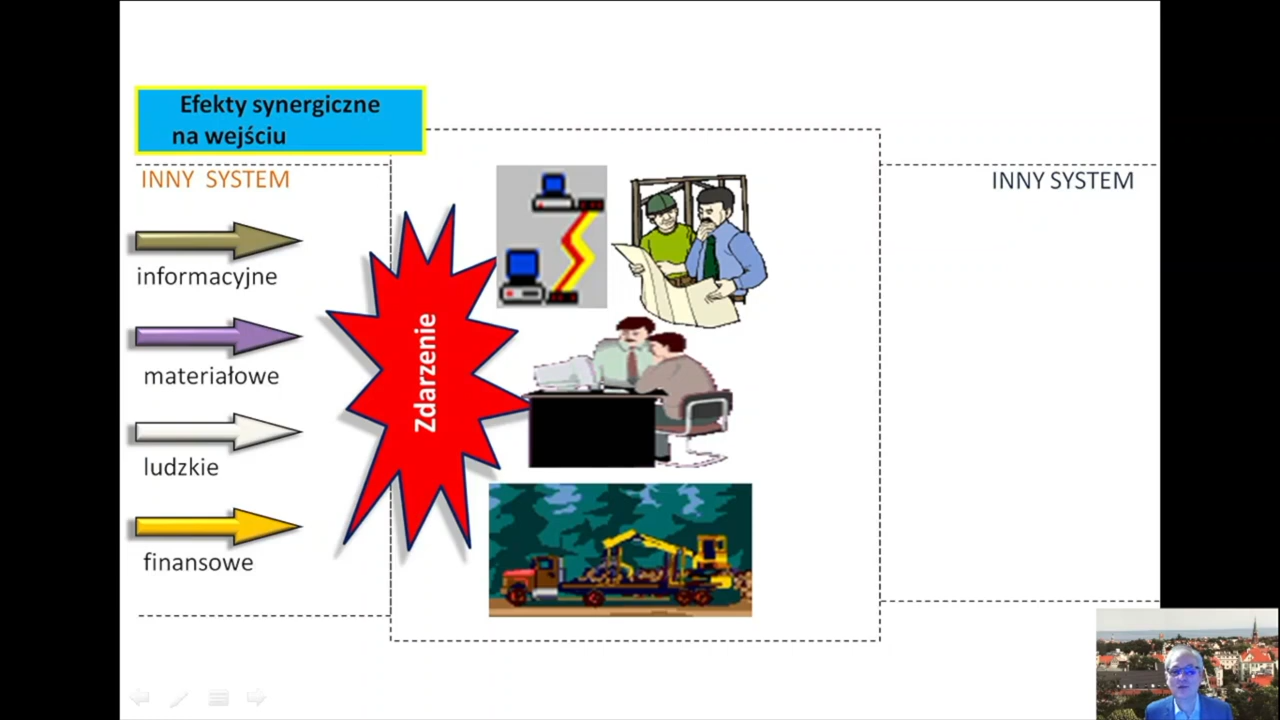 Efekty synergiczne
na wejściu
INNY SYSTEM
INNY SYSTEM
informacyjne
materiałowe
ludzkie
finansowe
Zdarzenie